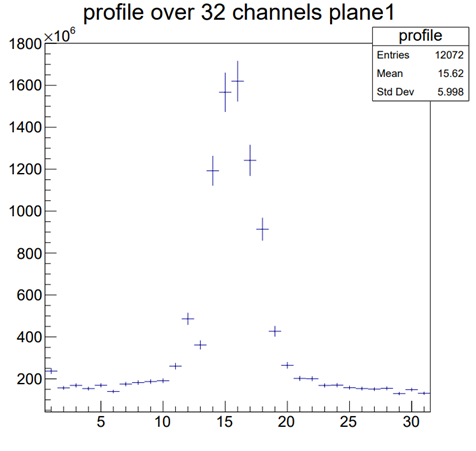 profile over 32 channels plane1
×10⁶
profile
Entries 12072
Mean 15.62
Std Dev 5.998
1800
1600
1400
1200
1000
800
600
400
200
5 10 15 20 25 30